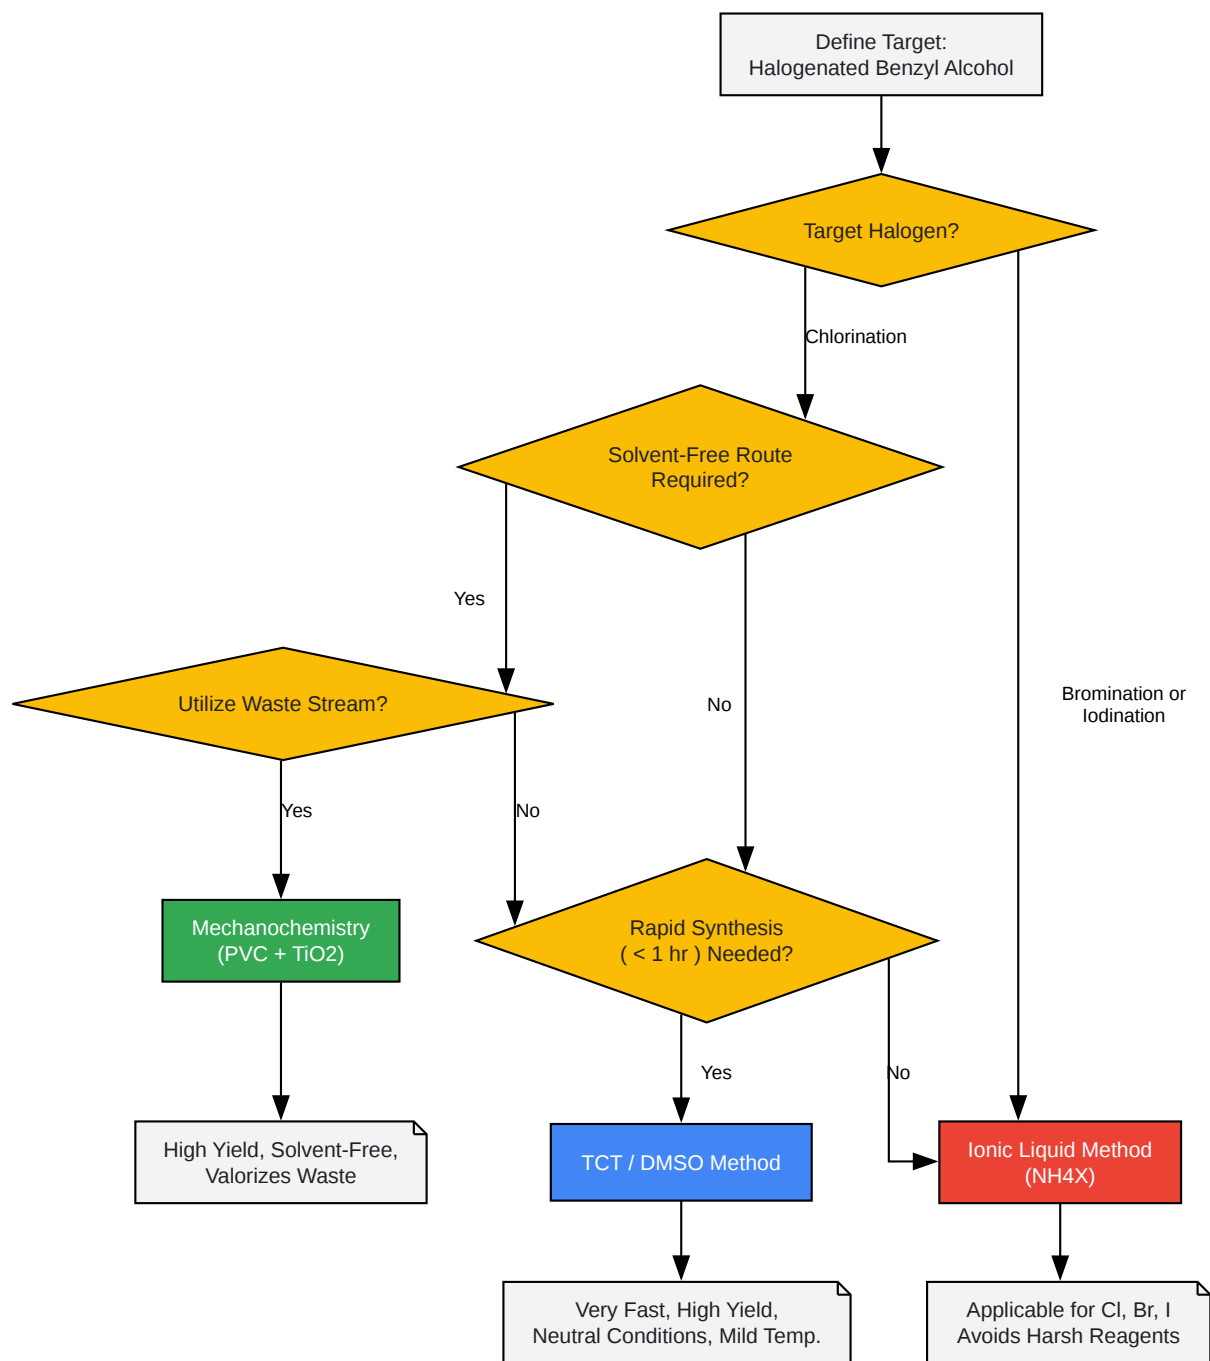 Define Target:
Halogenated Benzyl Alcohol
Target Halogen?
Chlorination
Solvent-Free Route
Required?
Yes
No
Bromination or
Iodination
Utilize Waste Stream?
Yes
No
Mechanochemistry
(PVC + TiO2)
Rapid Synthesis
( < 1 hr ) Needed?
Yes
No
High Yield, Solvent-Free,
Valorizes Waste
TCT / DMSO Method
Ionic Liquid Method
(NH4X)
Very Fast, High Yield,
Neutral Conditions, Mild Temp.
Applicable for Cl, Br, I
Avoids Harsh Reagents